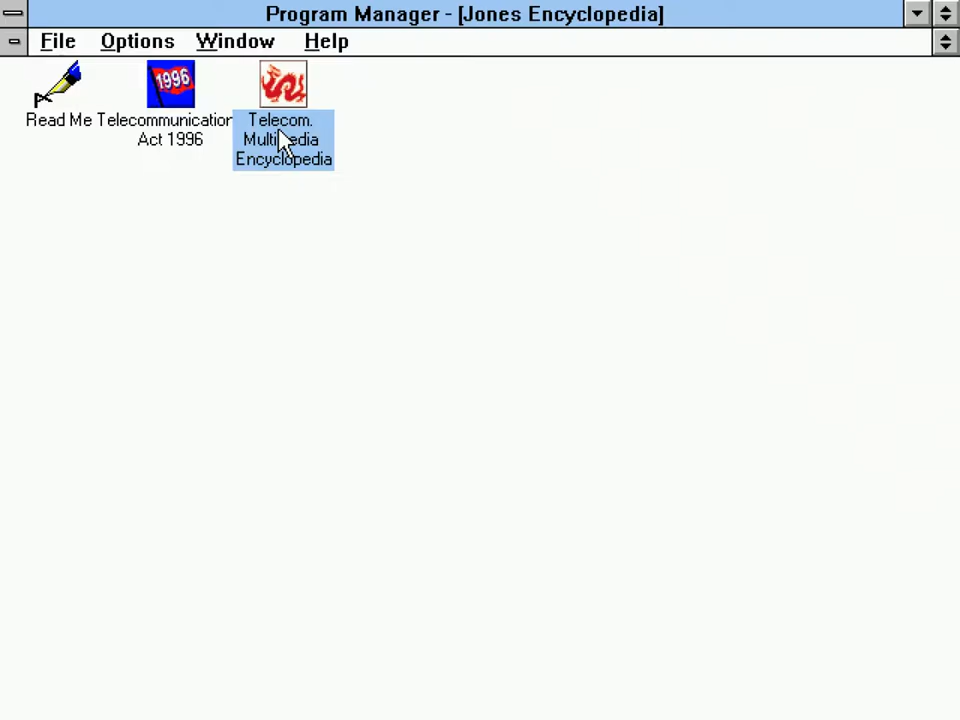 Program Manager - [Jones Encyclopedia]
File Options Window Help
1996
Read Me
Telecommunication
Act 1996
Telecom.
Multimedia
Encyclopedia